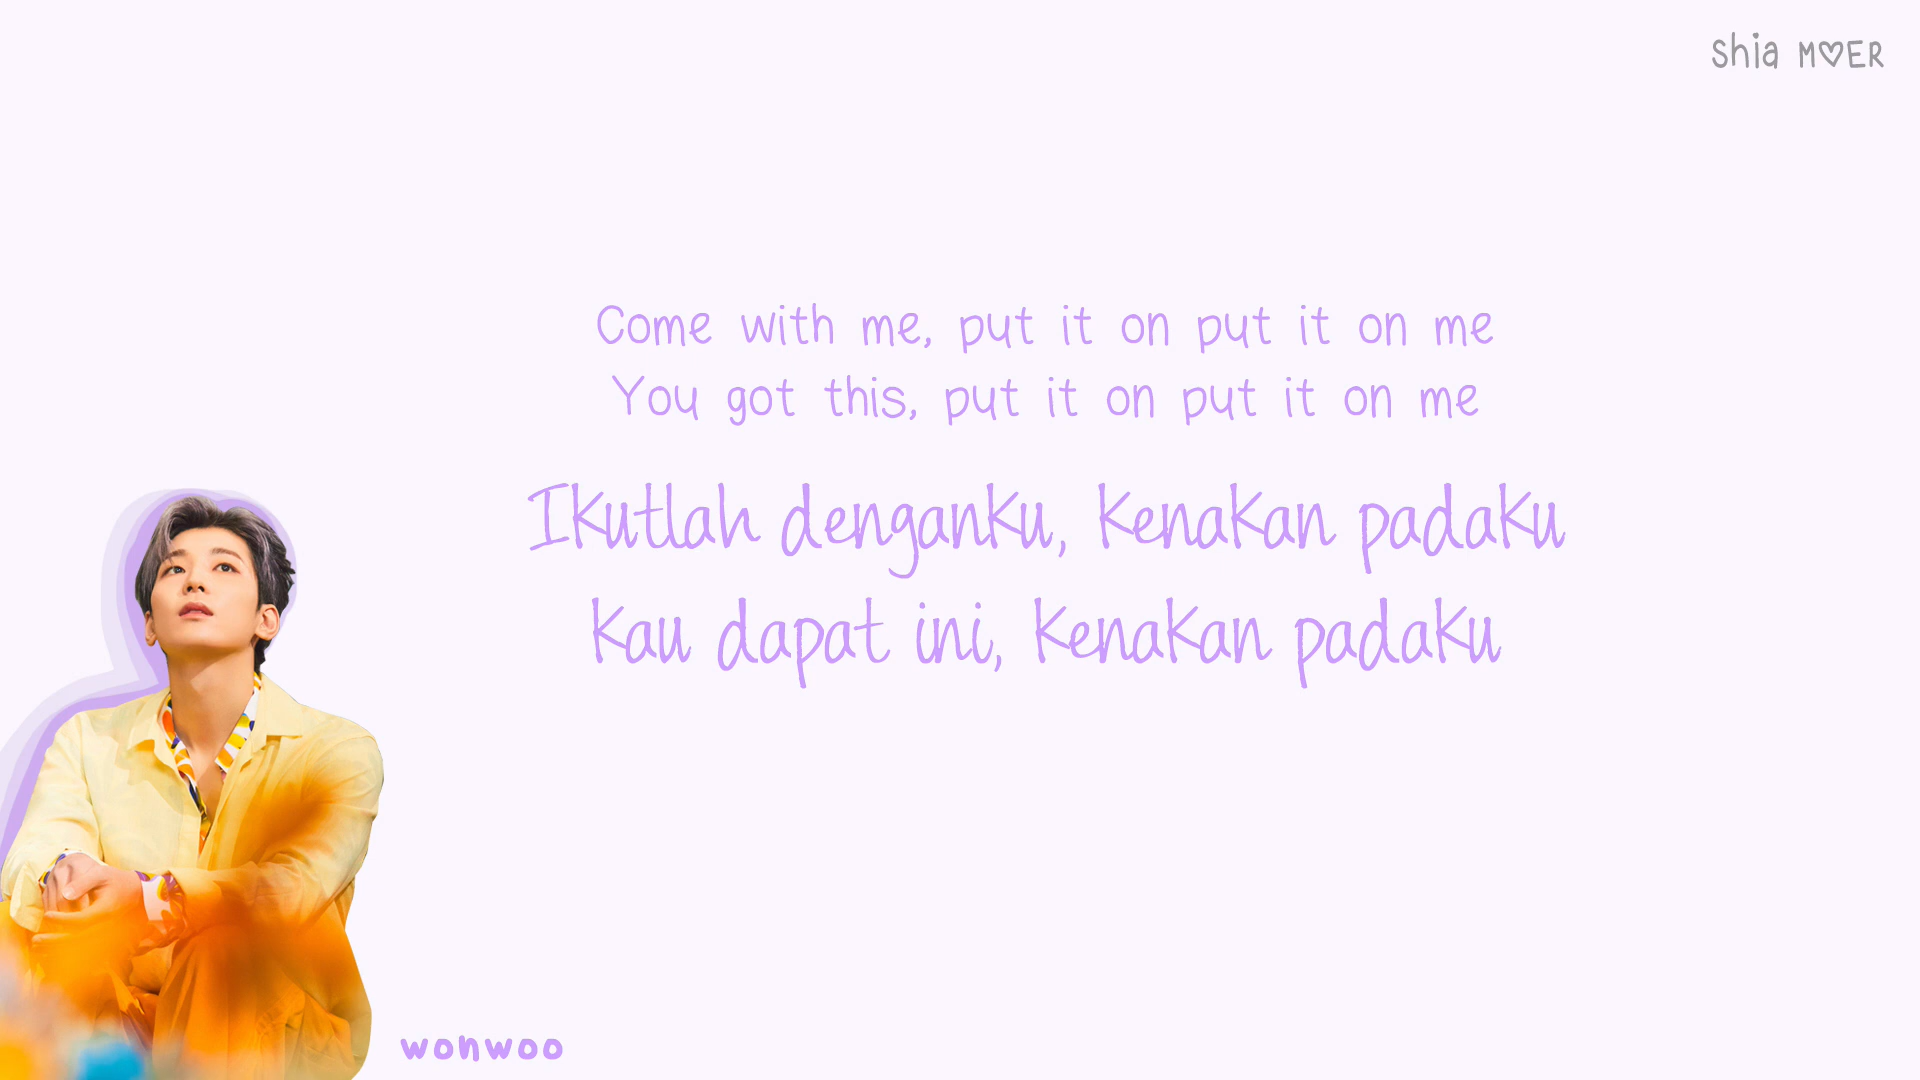 Shia M♡ER
Come with me, put it on put it on me
You got this, put it on put it on me
Ikutlah denganku, kenakan padaku
kau dapat ini, kenakan padaku
wonwoo